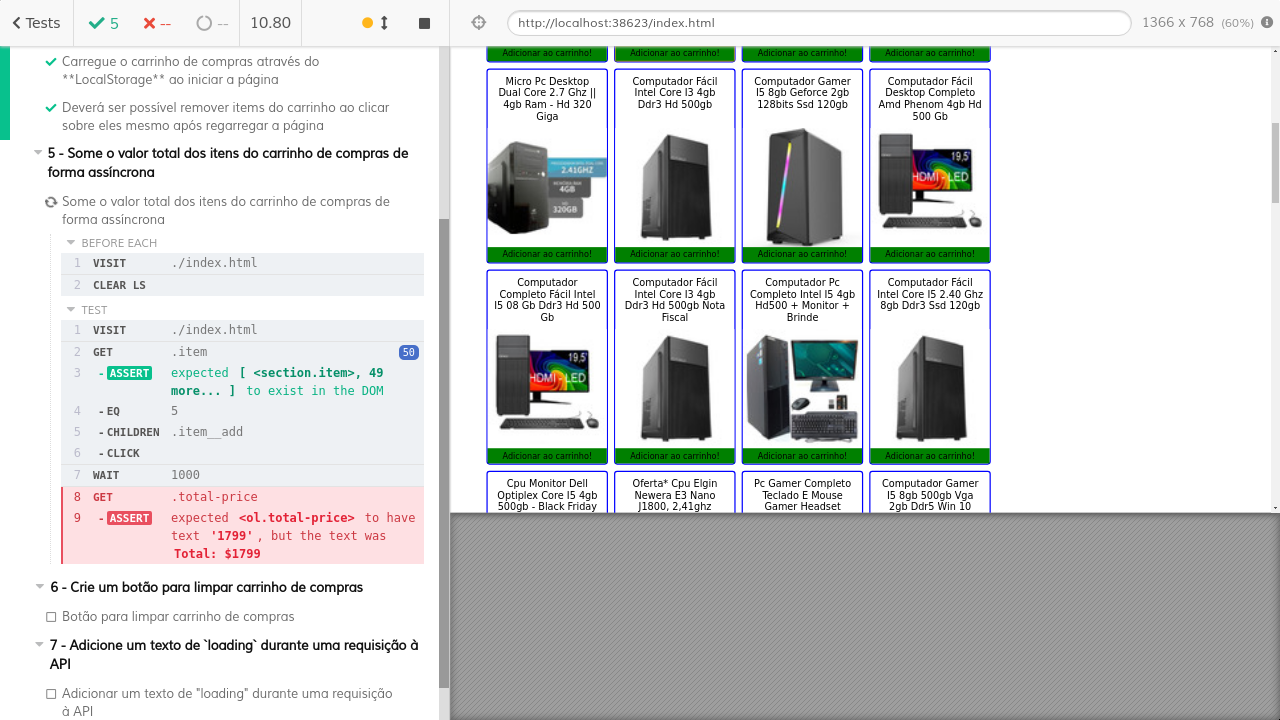 Tests
5
--
--
10.80
http://localhost:38623/index.html
1366 x 768 (60%)
Carregar o carrinho de compras através do
**LocalStorage** ao iniciar a página
Deverá ser possível remover items do carrinho ao clicar
sobre eles mesmo após regarregar a página
5 - Some o valor total dos itens do carrinho de compras de
forma assíncrona
Some o valor total dos items do carrinho de compras de
forma assíncrona
BEFORE EACH
1 VISIT ./index.html
2 CLEAR LS
TEST
1 VISIT ./index.html
2 GET .item 50
3 -ASSERT expected [ <section.item>, 49
more... ] to exist in the DOM
4 -EQ 5
5 -CHILDREN .item__add
6 -CLICK
7 WAIT 1000
8 GET .total-price
9 -ASSERT expected <ol.total-price> to have
text '1799', but the text was
Total: $1799
6 - Crie um botão para limpar carrinho de compras
Botão para limpar carrinho de compras
7 - Adicione um texto de `loading` durante uma requisição à
API
Adicionar um texto de "loading" durante uma requisição
à API
Adicionar ao carrinho!
Adicionar ao carrinho!
Adicionar ao carrinho!
Adicionar ao carrinho!
Micro Pc Desktop
Dual Core 2.7 Ghz ||
4gb Ram - Hd 320
Giga
2.41GHZ
4GB
320GB
Adicionar ao carrinho!
Computador Fácil
Intel Core I3 4gb
Ddr3 Hd 500gb
Adicionar ao carrinho!
Computador Gamer
I5 8gb Geforce 2gb
128bits Ssd 120gb
Adicionar ao carrinho!
Computador Fácil
Desktop Completo
Amd Phenom 4gb Hd
500 Gb
19,5"
HDMI - LED
Adicionar ao carrinho!
Computador
Completo Fácil Intel
I5 08 Gb Ddr3 Hd 500
Gb
19,5'
HDMI - LED
Adicionar ao carrinho!
Computador Fácil
Intel Core I3 4gb
Ddr3 Hd 500gb Nota
Fiscal
Adicionar ao carrinho!
Computador Pc
Completo Intel I5 4gb
Hd500 + Monitor +
Brinde
Adicionar ao carrinho!
Computador Fácil
Intel Core I5 2.40 Ghz
8gb Ddr3 Ssd 120gb
Adicionar ao carrinho!
Cpu Monitor Dell
Optiplex Core I5 4gb
500gb - Black Friday
Oferta* Cpu Elgin
Newera E3 Nano
J1800, 2,41ghz
Pc Gamer Completo
Teclado E Mouse
Gamer Headset
Computador Gamer
I5 8gb 500gb Vga
2gb Ddr5 Win 10